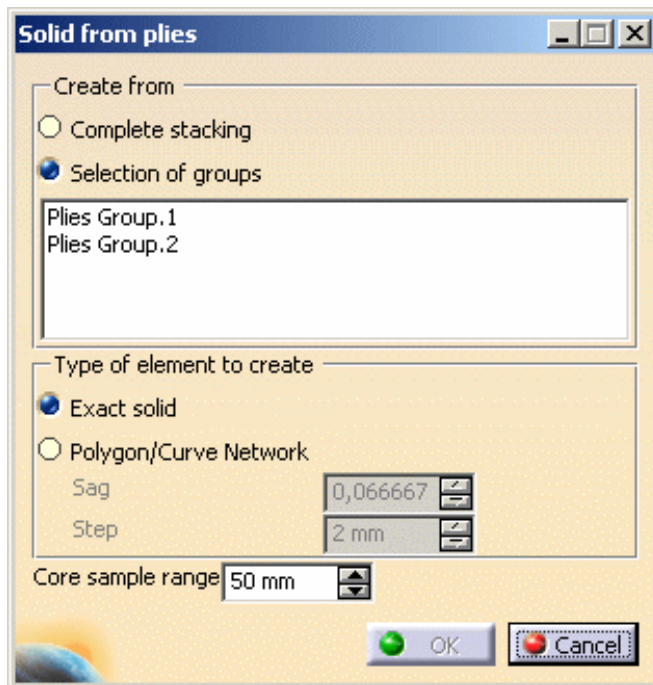 Solid from plies
Create from
Complete stacking
Selection of groups
Plies Group.1
Plies Group.2
Type of element to create
Exact solid
Polygon/Curve Network
Sag 0,066667
Step 2 mm
Core sample range 50 mm
OK Cancel